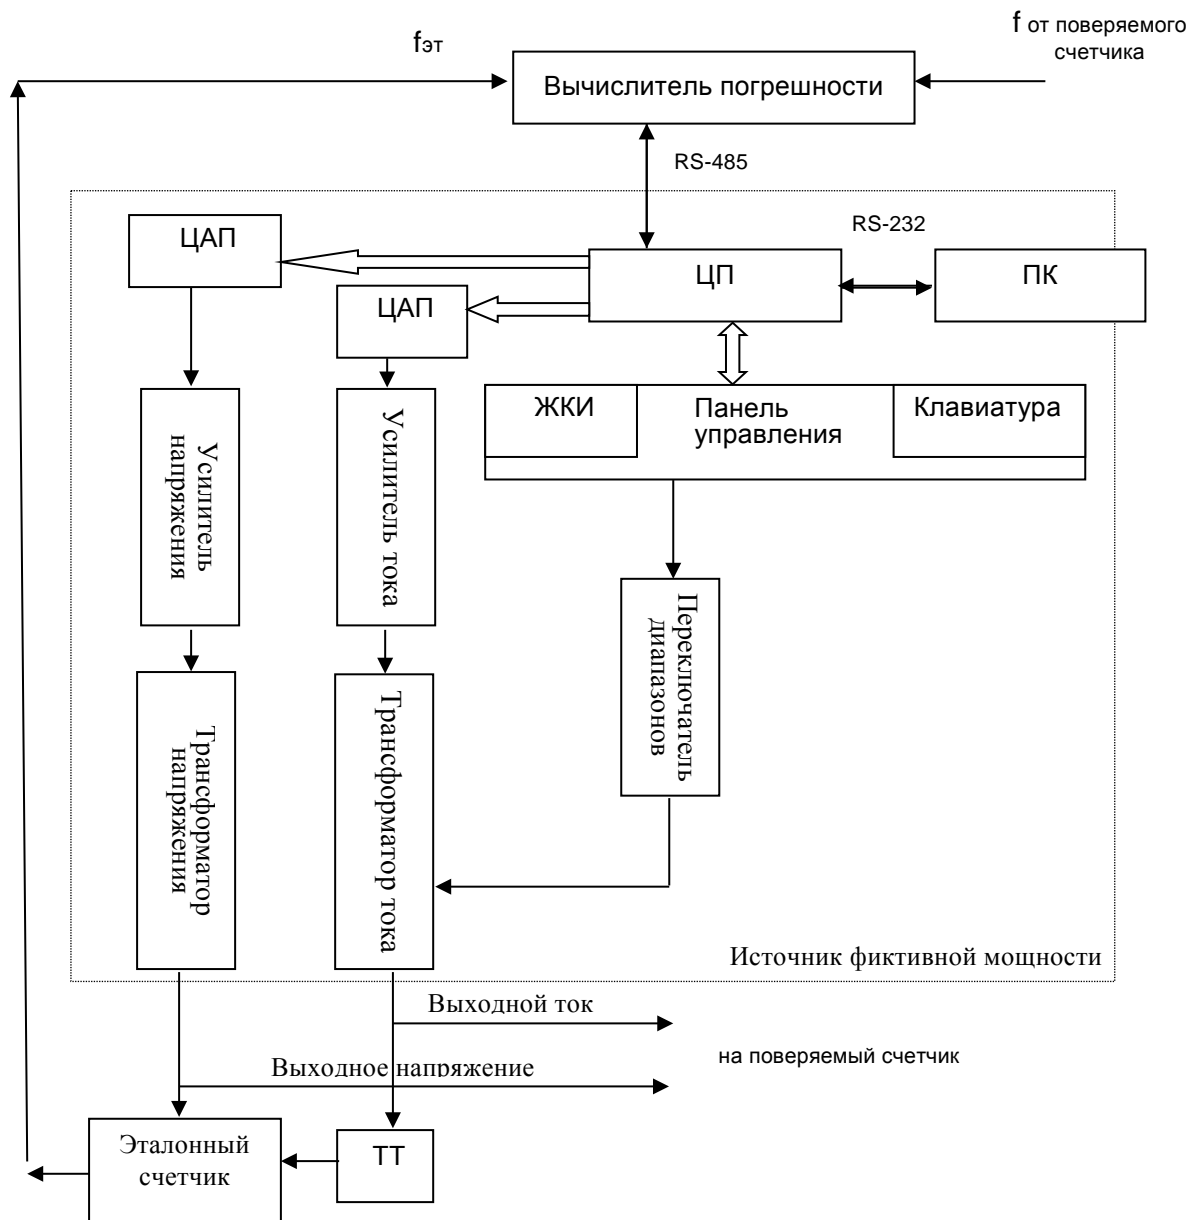 fэт
f от поверяемого
счетчика
Вычислитель погрешности
RS-485
RS-232
ЦАП
ЦП
ПК
ЦАП
ЖКИ
Панель
управления
Клавиатура
Усилитель
напряжения
Усилитель тока
Переключатель
диапазонов
Трансформатор
напряжения
Трансформатор тока
Источник фиктивной мощности
Выходной ток
на поверяемый счетчик
Выходное напряжение
Эталонный
счетчик
ТТ